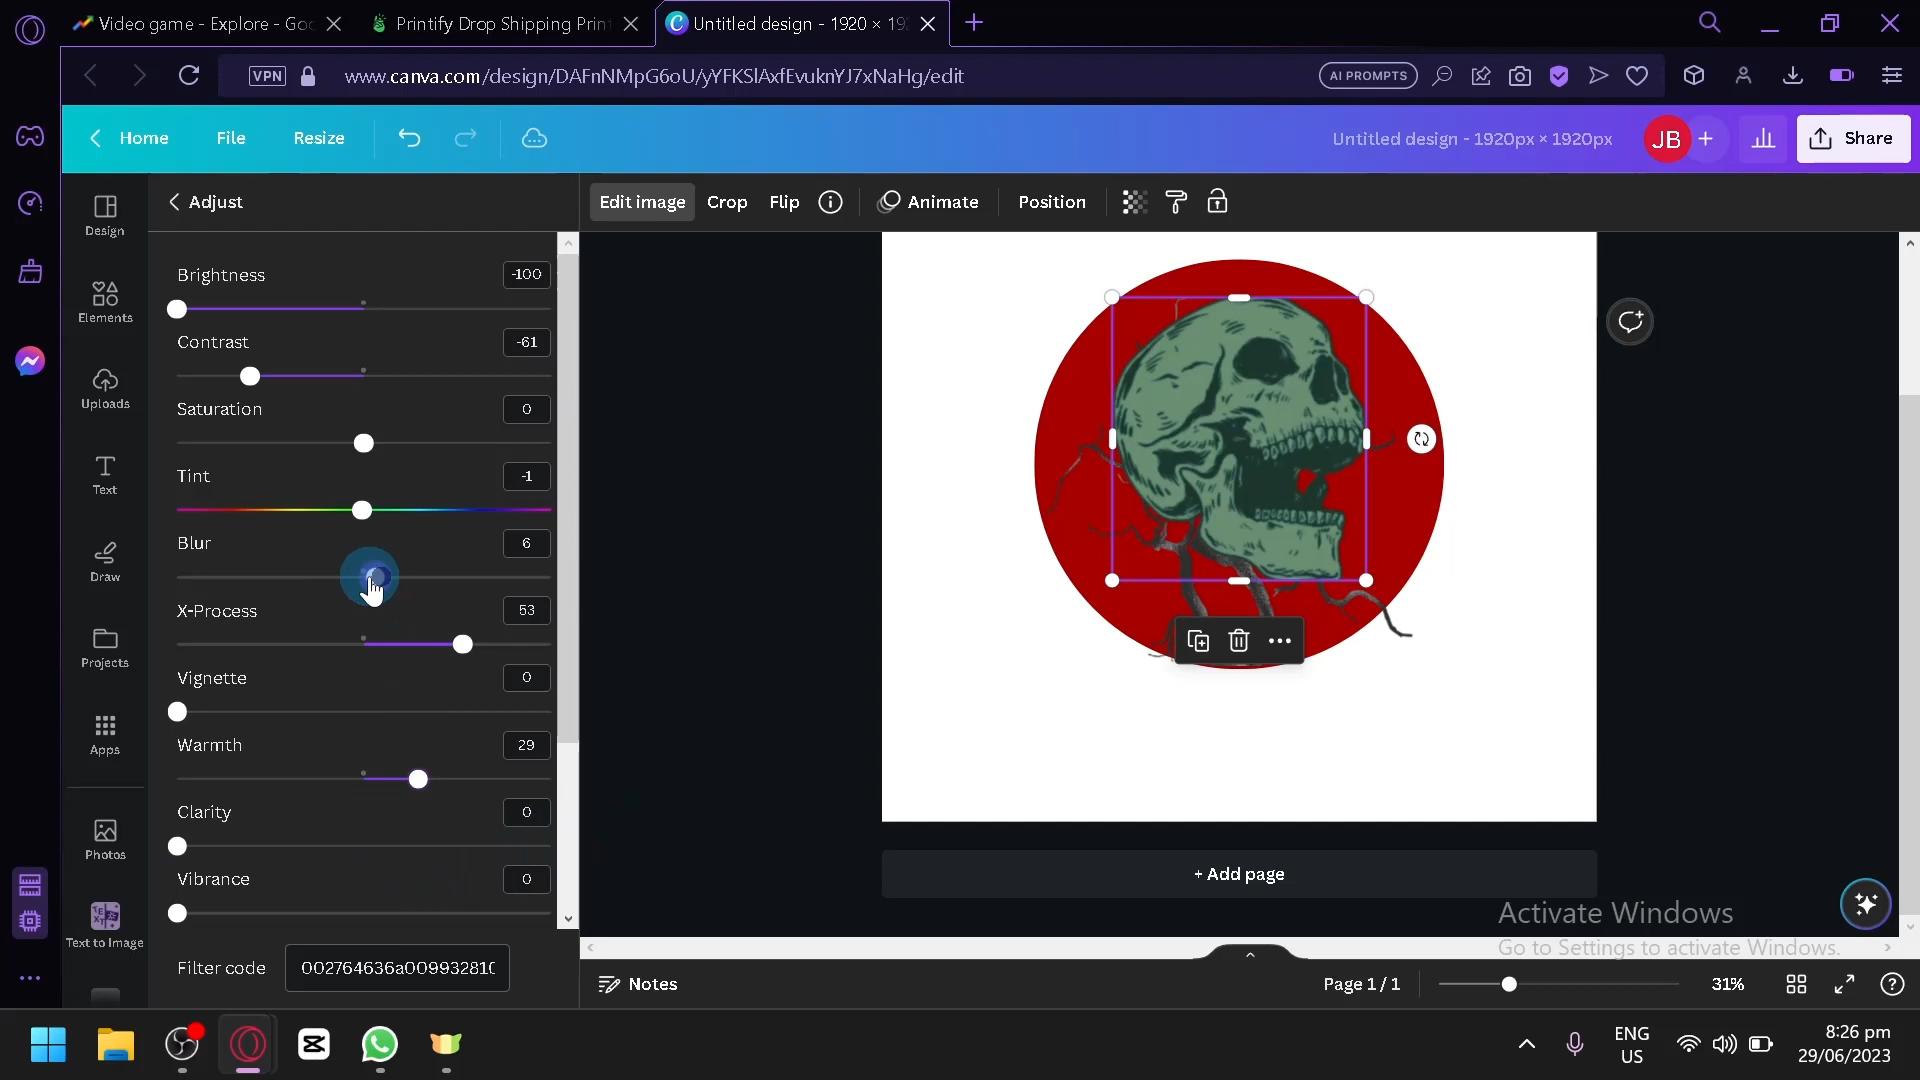 Video game - Explore - Goo
Printify Drop Shipping Prin
Untitled design - 1920 × 19
VPN
www.canva.com/design/DAFnNMpG6oU/yYFKSlAxfEvuknYJ7xNaHg/edit
AI PROMPTS
Home
File
Resize
Untitled design - 1920px × 1920px
JB
+
Share
Design
Elements
Uploads
Text
Draw
Projects
Apps
Photos
Text to Image
Adjust
Edit image
Crop
Flip
Animate
Position
Brightness
-100
Contrast
-61
Saturation
0
Tint
-1
Blur
6
X-Process
53
Vignette
0
Warmth
29
Clarity
0
Vibrance
0
Filter code
002764636a009932810
+ Add page
Activate Windows
Go to Settings to activate Windows.
Notes
Page 1 / 1
31%
ENG
US
8:26 pm
29/06/2023